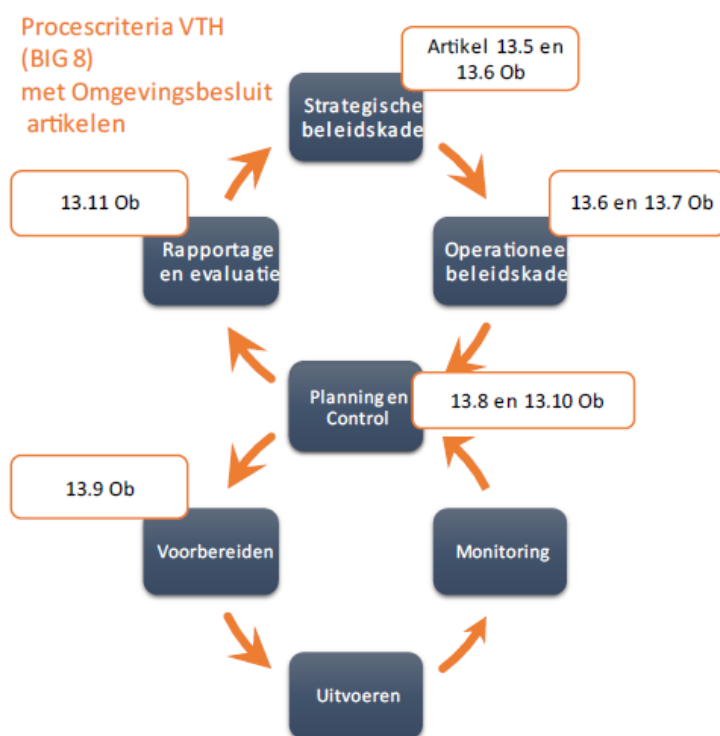 Procescriteria VTH
(BIG 8)
met Omgevingsbesluit
artikelen
Artikel 13.5 en
13.6 Ob
Strategische
beleidskade
13.11 Ob
13.6 en 13.7 Ob
Rapportage
en evaluatie
Operationee
beleidskade
Planning en
Control
13.8 en 13.10 Ob
13.9 Ob
Voorbereiden
Monitoring
Uitvoeren